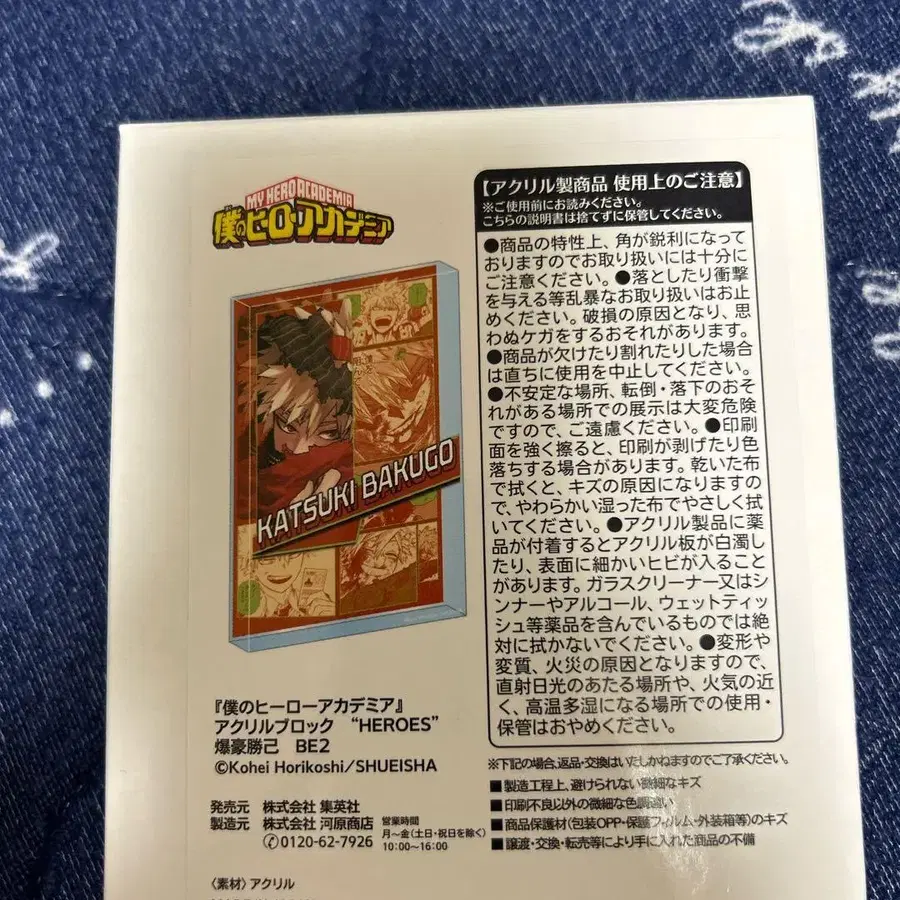 MY HERO ACADEMIA
僕のヒーローアカデミア
KATSUKI BAKUGO
『僕のヒーローアカデミア』
アクリルブロック “HEROES”
爆豪勝己 BE2
©Kohei Horikoshi/SHUEISHA
発売元 株式会社 集英社
製造元 株式会社 河原商店
0120-62-7926
営業時間
月～金(土日・祝日を除く)
10:00～16:00
〈素材〉アクリル
【アクリル製商品 使用上のご注意】
※ご使用前にお読みください。
こちらの説明書は捨てずに保管してください。
●商品の特性上、角が鋭利になって
おりますのでお取り扱いには十分に
ご注意ください。●落としたり衝撃
を与える等乱暴なお取り扱いはお止
めください。破損の原因となり、思
わぬケガをするおそれがあります。
●商品が欠けたり割れたりした場合
は直ちに使用を中止してください。
●不安定な場所、転倒・落下のおそ
れがある場所での展示は大変危険
ですので、ご遠慮ください。●印刷
面を強く擦ると、印刷が剥げたり色
落ちする場合があります。乾いた布
で拭くと、キズの原因になりますの
で、やわらかい湿った布でやさしく拭
いてください。●アクリル製品に薬
品が付着するとアクリル板が白濁し
たり、表面に細かいヒビが入ること
があります。ガラスクリーナー又はシ
ンナーやアルコール、ウェットティッ
シュ等薬品を含んでいるものでは絶
対に拭かないでください。●変形や
変質、火災の原因となりますので、
直射日光のあたる場所や、火気の近
く、高温多湿になる場所での使用・
保管はおやめください。
※下記の場合、返品・交換はいたしかねますのでご了承ください。
■製造工程上、避けられない微細なキズ
■印刷不良以外の微細な色調違い
■商品保護材(包装OPP・保護フィルム・外装箱等)のキズ
■譲渡・交換・転売等により手に入れた商品の不備